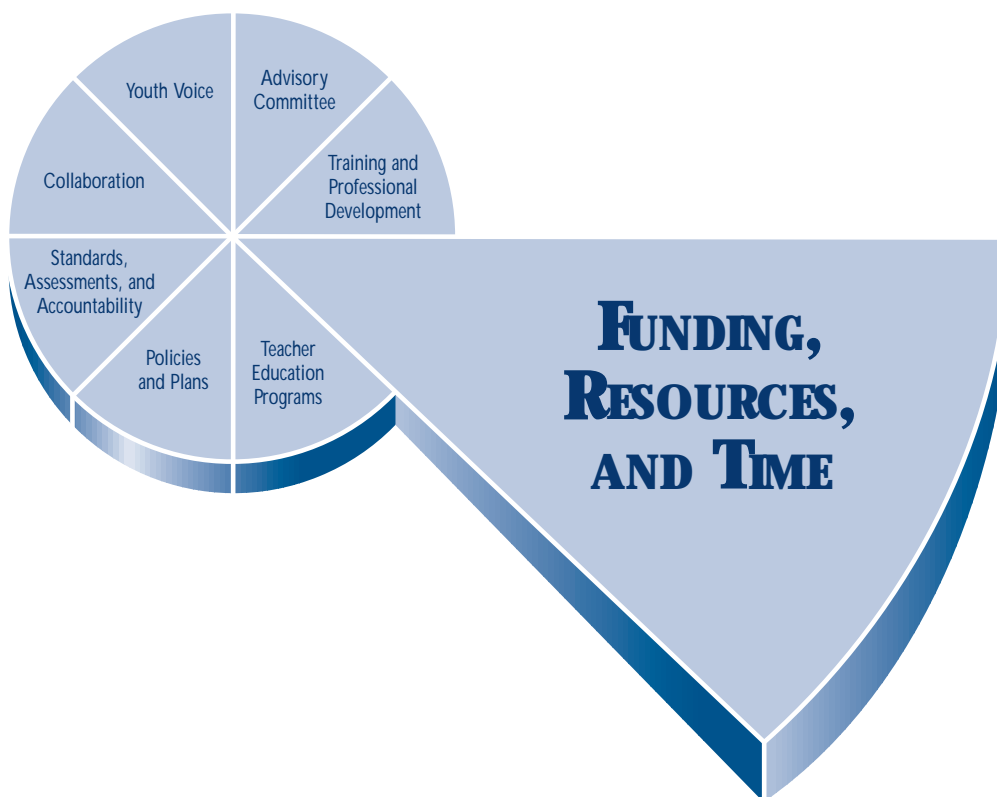 Youth Voice
Advisory
Committee
Collaboration
Training and
Professional
Development
Standards,
Assessments, and
Accountability
Policies
and Plans
Teacher
Education
Programs
FUNDING,
RESOURCES,
AND TIME